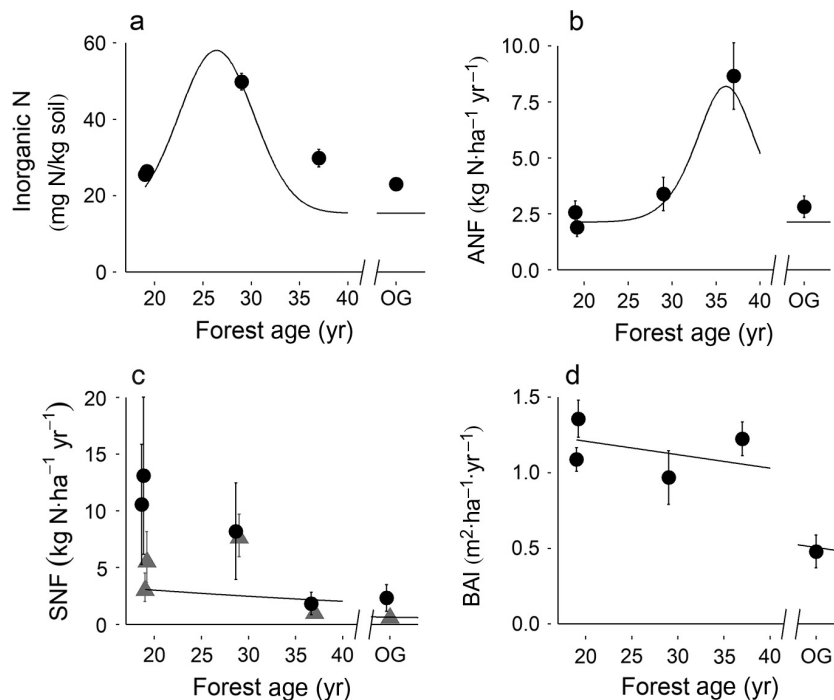 a
Inorganic N
(mg N/kg soil)
60
40
20
0
20 25 30 35 40 OG
Forest age (yr)
b
ANF (kg N·ha⁻¹ yr⁻¹)
10.0
7.5
5.0
2.5
0.0
20 25 30 35 40 OG
Forest age (yr)
c
SNF (kg N·ha⁻¹ yr⁻¹)
20
15
10
5
0
20 25 30 35 40 OG
Forest age (yr)
d
BAI (m²·ha⁻¹·yr⁻¹)
1.5
1.0
0.5
0.0
20 25 30 35 40 OG
Forest age (yr)